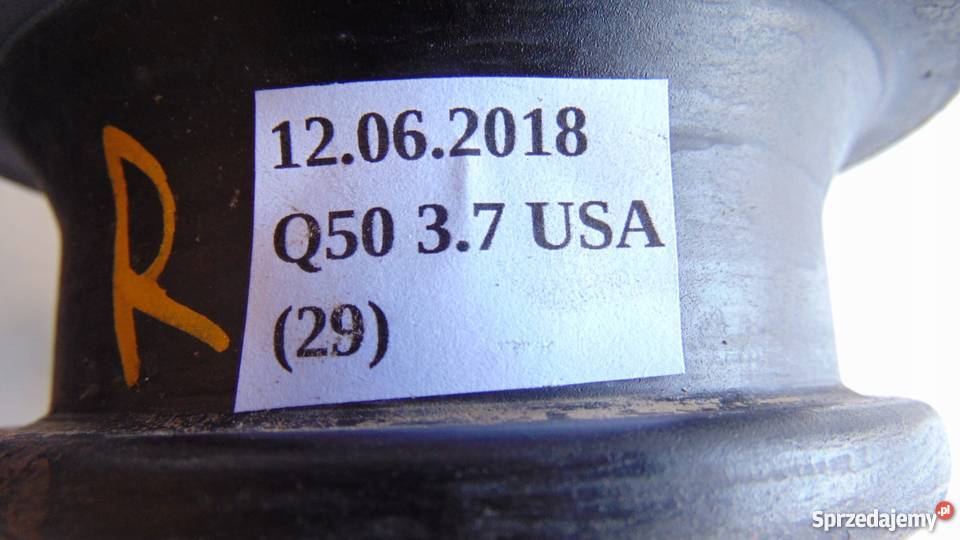 R
12.06.2018
Q50 3.7 USA
(29)
Sprzedajemy.pl